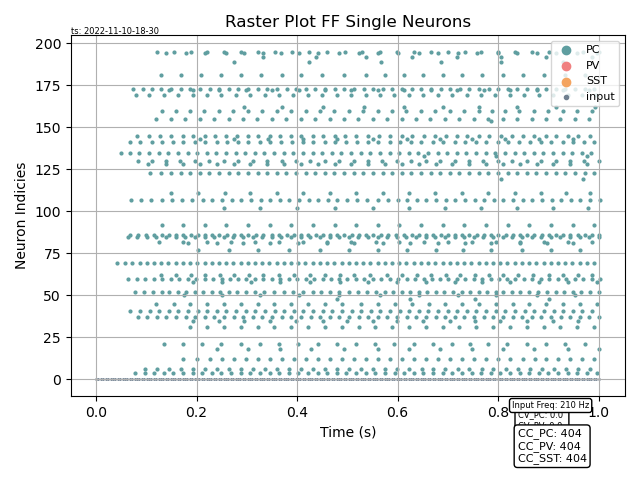 Raster Plot FF Single Neurons
ts: 2022-11-10-18-30
PC
PV
SST
input
200
175
150
125
100
75
50
25
0
Neuron Indicies
0.0 0.2 0.4 0.6 0.8 1.0
Time (s)
Input Freq: 210 Hz
CV_PC: 0.0
CC_PC: 404
CC_PV: 404
CC_SST: 404